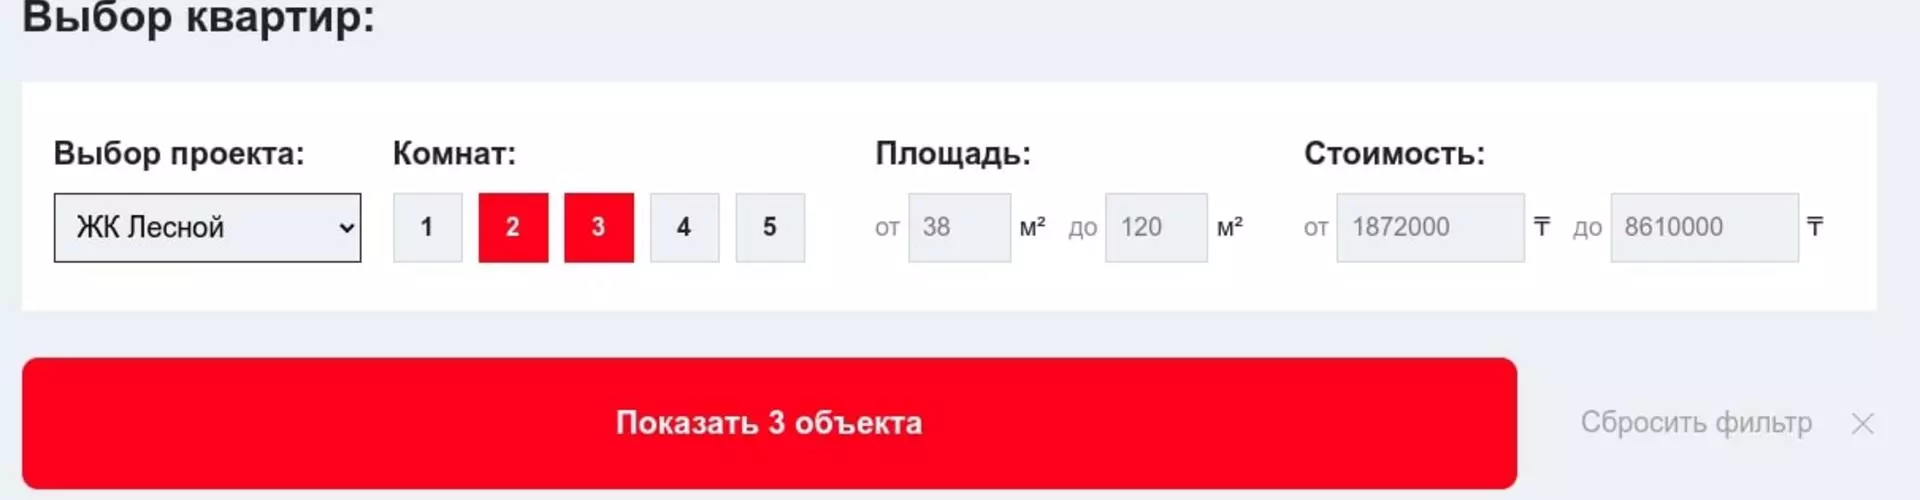 Выбор квартир:
Выбор проекта: Комнат: Площадь: Стоимость:
ЖК Лесной 1 2 3 4 5 от 38 м² до 120 м² от 1872000 ₸ до 8610000 ₸
Показать 3 объекта Сбросить фильтр